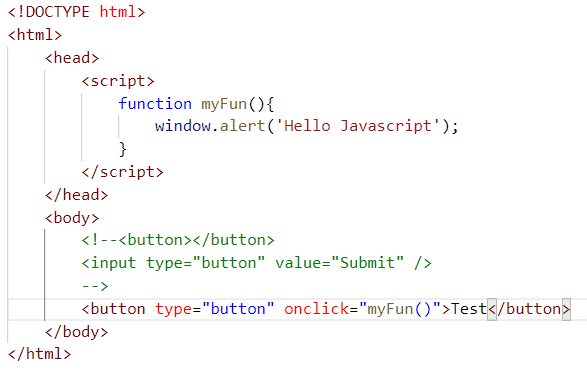 <!DOCTYPE html>
<html>
    <head>
        <script>
            function myFun(){
                window.alert('Hello Javascript');
            }
        </script>
    </head>
    <body>
        <!--<button></button>
        <input type="button" value="Submit" />
        -->
        <button type="button" onclick="myFun()">Test</button>
    </body>
</html>